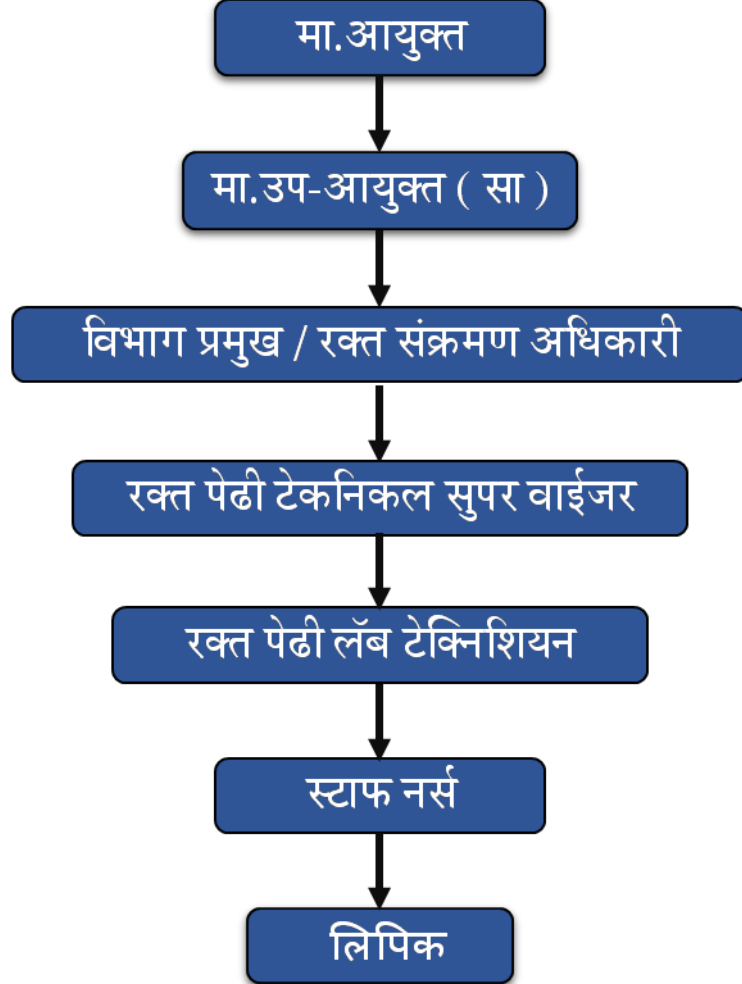 मा.आयुक्त
मा.उप-आयुक्त ( सा )
विभाग प्रमुख / रक्त संक्रमण अधिकारी
रक्त पेढी टेकनिकल सुपर वाईजर
रक्त पेढी लॅब टेक्निशियन
स्टाफ नर्स
लिपिक